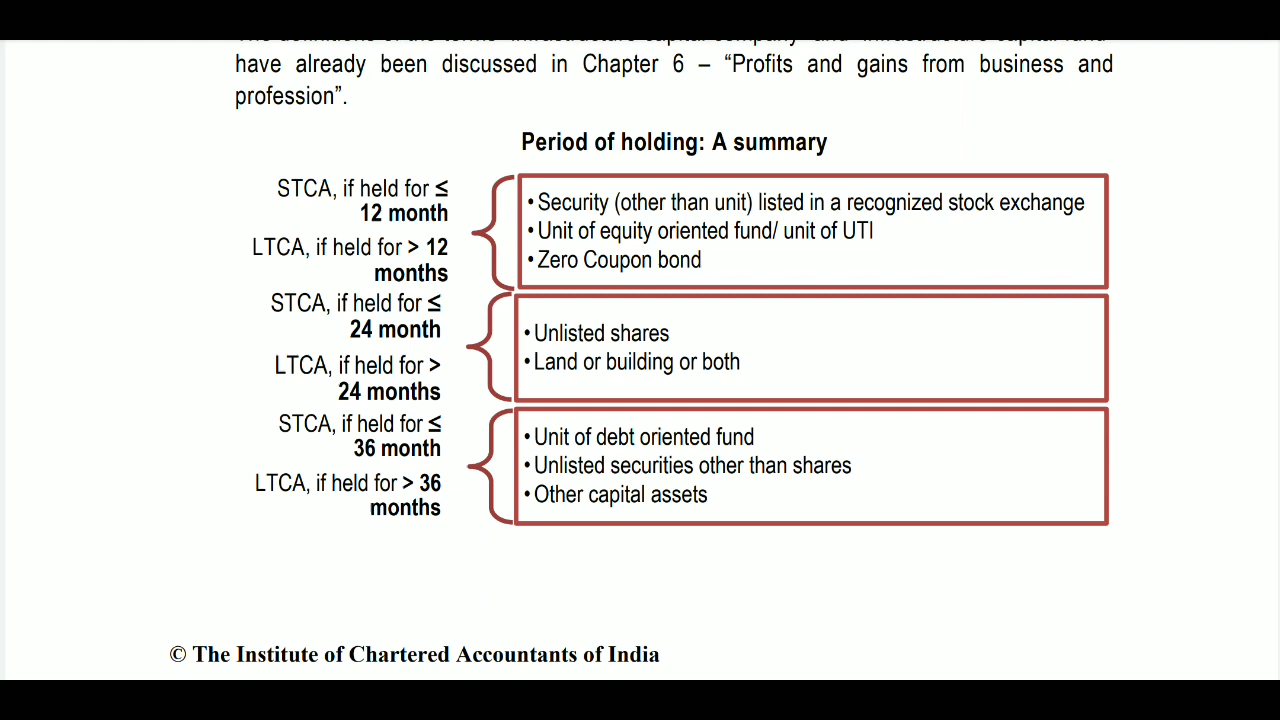 have already been discussed in Chapter 6 – “Profits and gains from business and
profession”.
Period of holding: A summary
STCA, if held for ≤
12 month
LTCA, if held for > 12
months
• Security (other than unit) listed in a recognized stock exchange
• Unit of equity oriented fund/ unit of UTI
• Zero Coupon bond
STCA, if held for ≤
24 month
LTCA, if held for >
24 months
• Unlisted shares
• Land or building or both
STCA, if held for ≤
36 month
LTCA, if held for > 36
months
• Unit of debt oriented fund
• Unlisted securities other than shares
• Other capital assets
© The Institute of Chartered Accountants of India